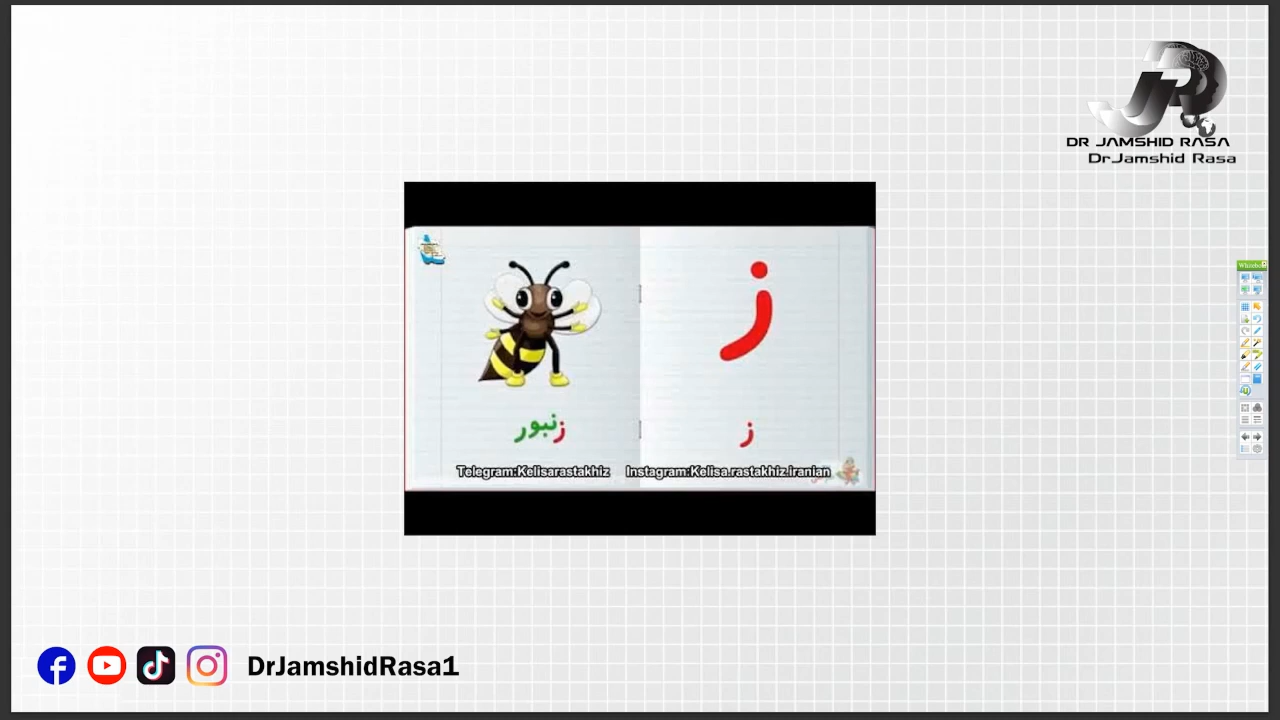 DR JAMSHID RASA
DrJamshid Rasa
ز
زنبور
ز
Telegram:Kelisarastakhiz
Instagram:Kelisa.rastakhiz.iranian
DrJamshidRasa1